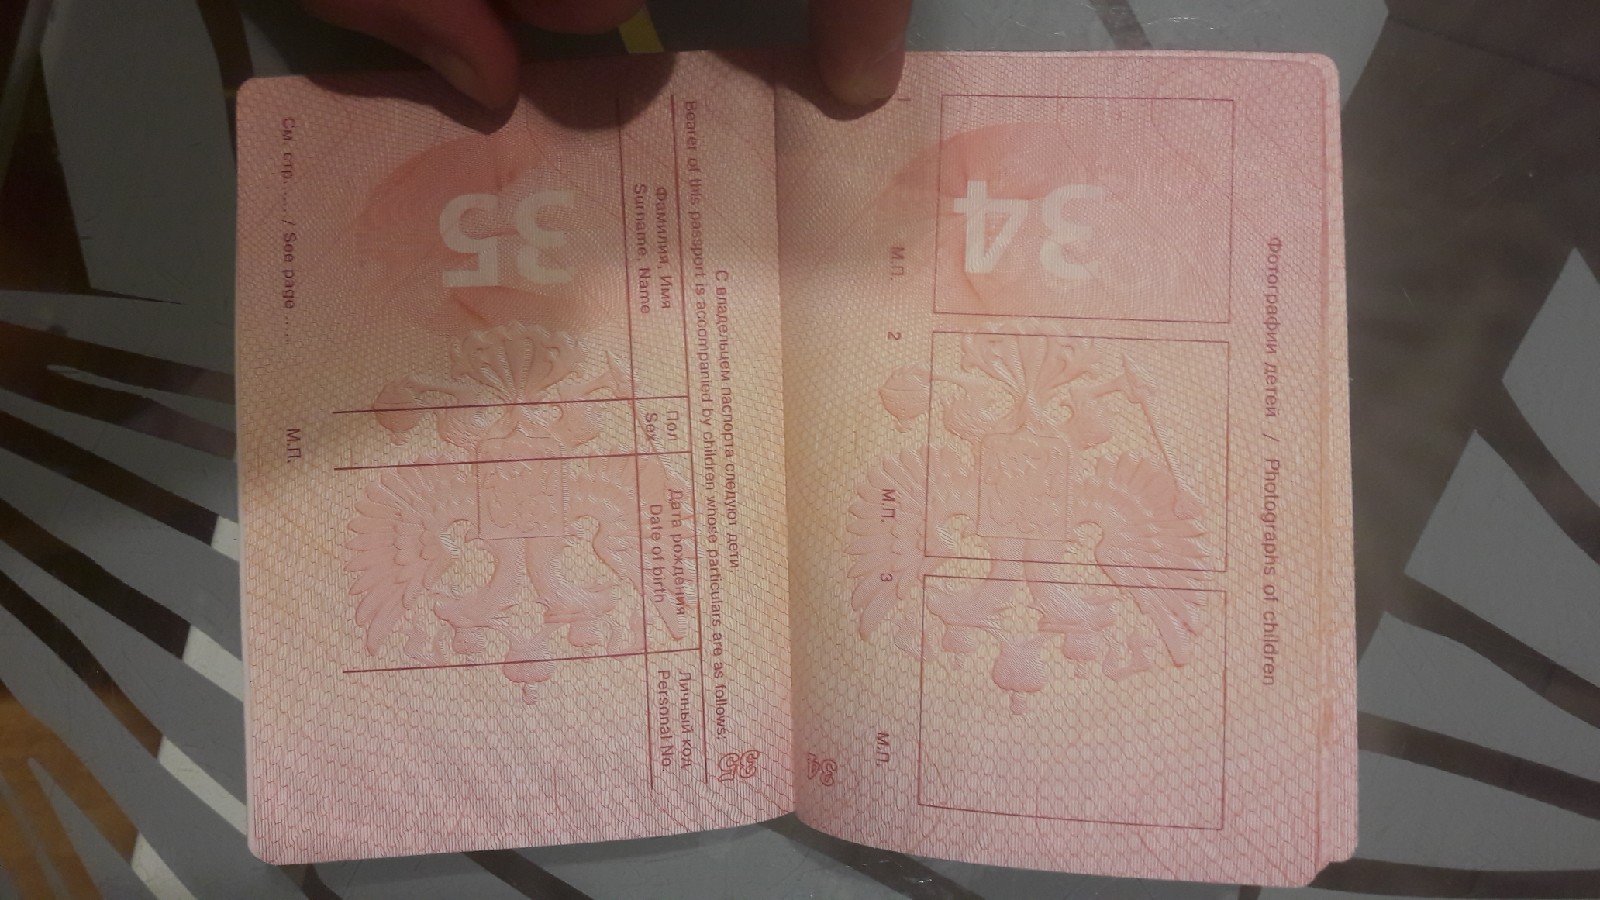 Фотографии детей / Photographs of children
34
1
М.П.
2
М.П.
3
М.П.
34
С владельцем паспорта следуют дети.
Bearer of this passport is accompanied by children whose particulars are as follows:
35
Фамилия, Имя
Surname, Name
Пол
Sex
Дата рождения
Date of birth
Личный код
Personal No.
35
См. стр....... / See page ......
М.П.